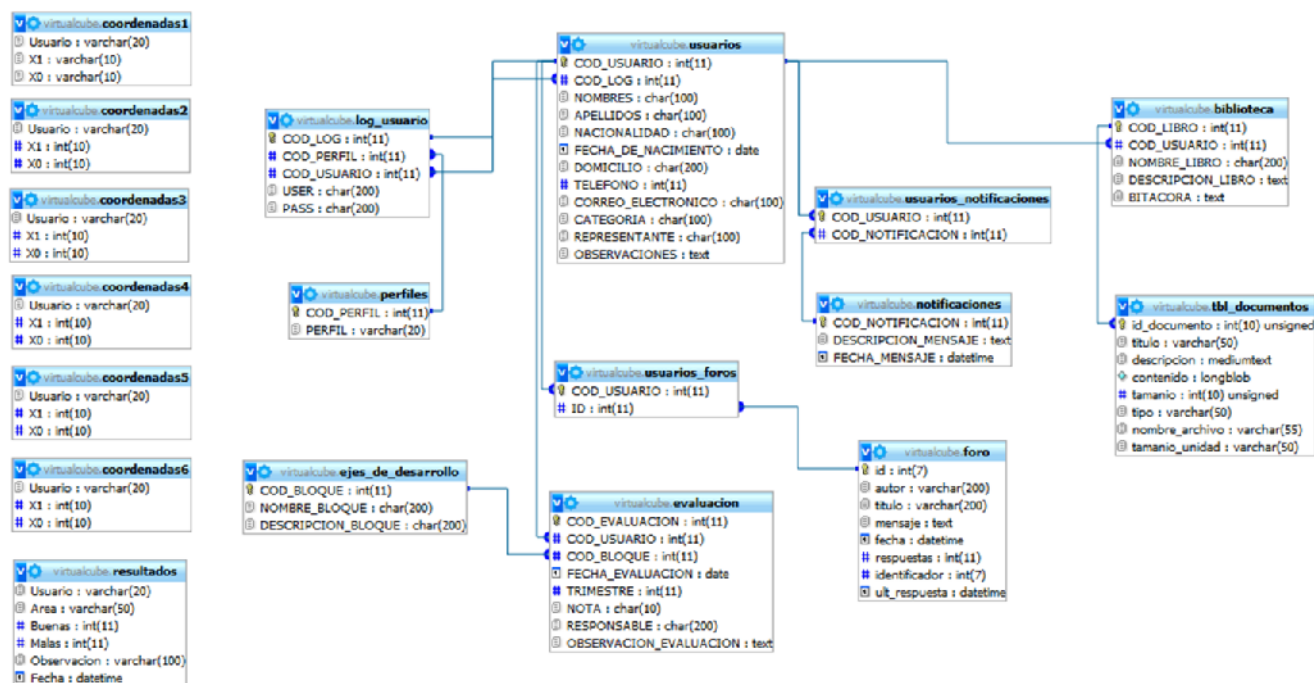 virtualcube.coordenadas1
Usuario : varchar(20)
X1 : varchar(10)
X0 : varchar(10)
virtualcube.coordenadas2
Usuario : varchar(20)
X1 : int(10)
X0 : int(10)
virtualcube.coordenadas3
Usuario : varchar(20)
X1 : int(10)
X0 : int(10)
virtualcube.coordenadas4
Usuario : varchar(20)
X1 : int(10)
X0 : int(10)
virtualcube.coordenadas5
Usuario : varchar(20)
X1 : int(10)
X0 : int(10)
virtualcube.coordenadas6
Usuario : varchar(20)
X1 : int(10)
X0 : int(10)
virtualcube.resultados
Usuario : varchar(20)
Area : varchar(50)
Buenas : int(11)
Malas : int(11)
Observacion : varchar(100)
Fecha : datetime
virtualcube.log_usuario
COD_LOG : int(11)
COD_PERFIL : int(11)
COD_USUARIO : int(11)
USER : char(200)
PASS : char(200)
virtualcube.perfiles
COD_PERFIL : int(11)
PERFIL : varchar(20)
virtualcube.ejes_de_desarrollo
COD_BLOQUE : int(11)
NOMBRE_BLOQUE : char(200)
DESCRIPCION_BLOQUE : char(200)
virtualcube.usuarios
COD_USUARIO : int(11)
COD_LOG : int(11)
NOMBRES : char(100)
APELLIDOS : char(100)
NACIONALIDAD : char(100)
FECHA_DE_NACIMIENTO : date
DOMICILIO : char(200)
TELEFONO : int(11)
CORREO_ELECTRONICO : char(100)
CATEGORIA : char(100)
REPRESENTANTE : char(100)
OBSERVACIONES : text
virtualcube.usuarios_foros
COD_USUARIO : int(11)
ID : int(11)
virtualcube.evaluacion
COD_EVALUACION : int(11)
COD_USUARIO : int(11)
COD_BLOQUE : int(11)
FECHA_EVALUACION : date
TRIMESTRE : int(11)
NOTA : char(10)
RESPONSABLE : char(200)
OBSERVACION_EVALUACION : text
virtualcube.usuarios_notificaciones
COD_USUARIO : int(11)
COD_NOTIFICACION : int(11)
virtualcube.notificaciones
COD_NOTIFICACION : int(11)
DESCRIPCION_MENSAJE : text
FECHA_MENSAJE : datetime
virtualcube.foro
id : int(7)
autor : varchar(200)
titulo : varchar(200)
mensaje : text
fecha : datetime
respuestas : int(11)
identificador : int(7)
ult_respuesta : datetime
virtualcube.biblioteca
COD_LIBRO : int(11)
COD_USUARIO : int(11)
NOMBRE_LIBRO : char(200)
DESCRIPCION_LIBRO : text
BITACORA : text
virtualcube.tbl_documentos
id_documento : int(10) unsigned
titulo : varchar(50)
descripcion : mediumtext
contenido : longblob
tamanio : int(10) unsigned
tipo : varchar(50)
nombre_archivo : varchar(55)
tamanio_unidad : varchar(50)